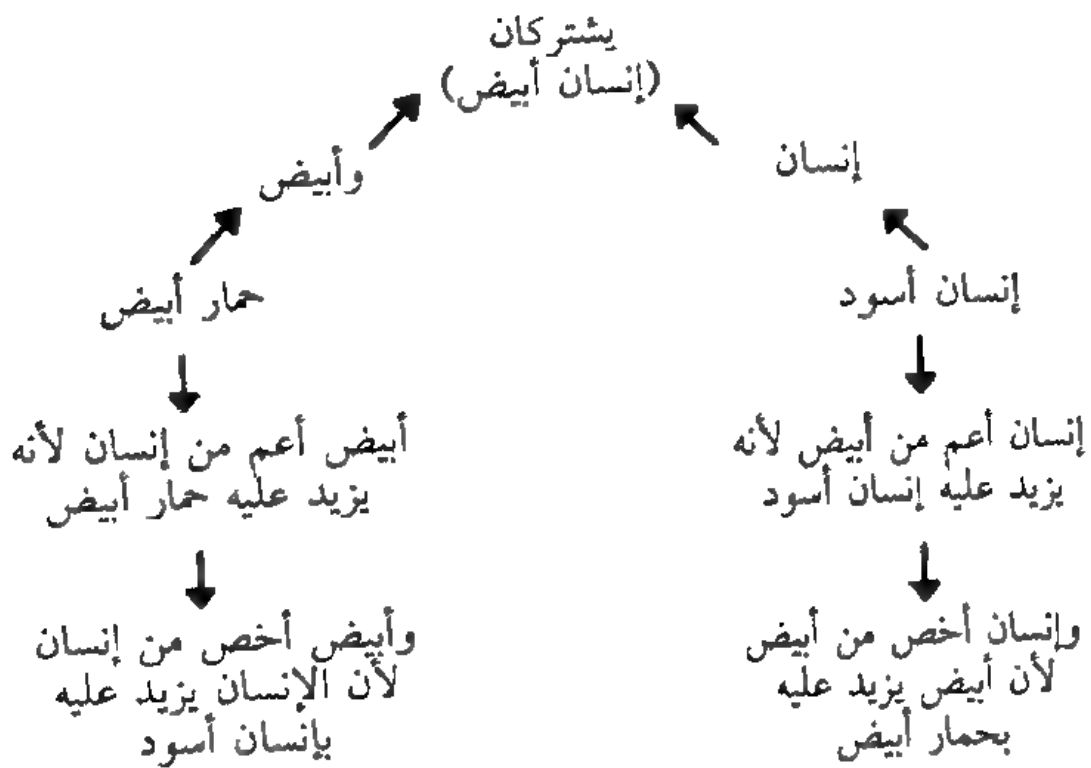 يشتركان
(إنسان أبيض)
إنسان
وأبيض
إنسان أسود
حمار أبيض
إنسان أعم من أبيض لأنه
يزيد عليه إنسان أسود
أبيض أعم من إنسان لأنه
يزيد عليه حمار أبيض
وإنسان أخص من أبيض
لأن أبيض يزيد عليه
بحمار أبيض
وأبيض أخص من إنسان
لأن الإنسان يزيد عليه
بإنسان أسود